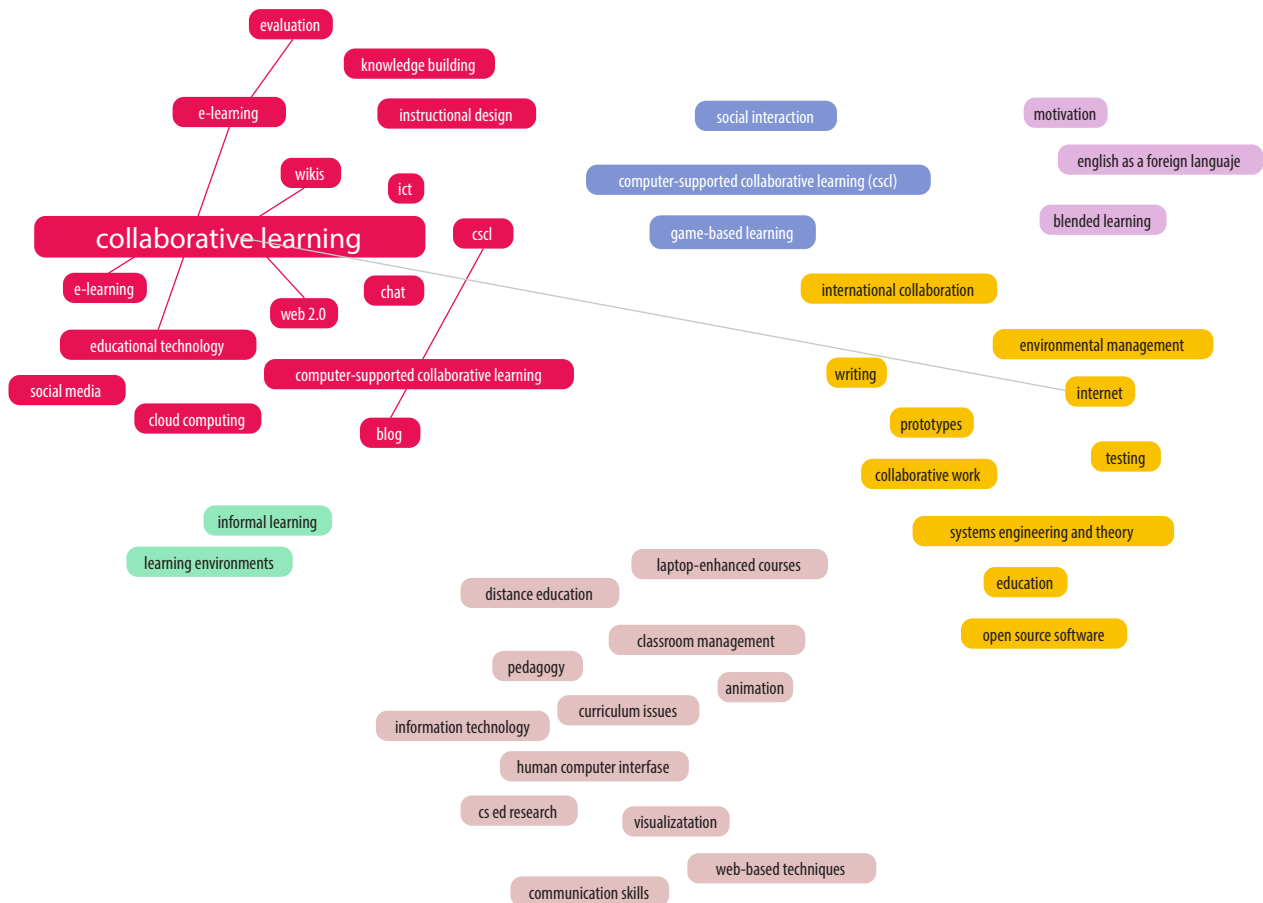 evaluation
knowledge building
e-learning
instructional design
wikis
ict
collaborative learning
cscl
e-learning
chat
web 2.0
educational technology
computer-supported collaborative learning
social media
cloud computing
blog
social interaction
computer-supported collaborative learning (cscl)
game-based learning
motivation
english as a foreign languaje
blended learning
international collaboration
environmental management
writing
internet
prototypes
testing
collaborative work
systems engineering and theory
education
open source software
informal learning
learning environments
laptop-enhanced courses
distance education
classroom management
pedagogy
animation
curriculum issues
information technology
human computer interfase
cs ed research
visualizatation
web-based techniques
communication skills